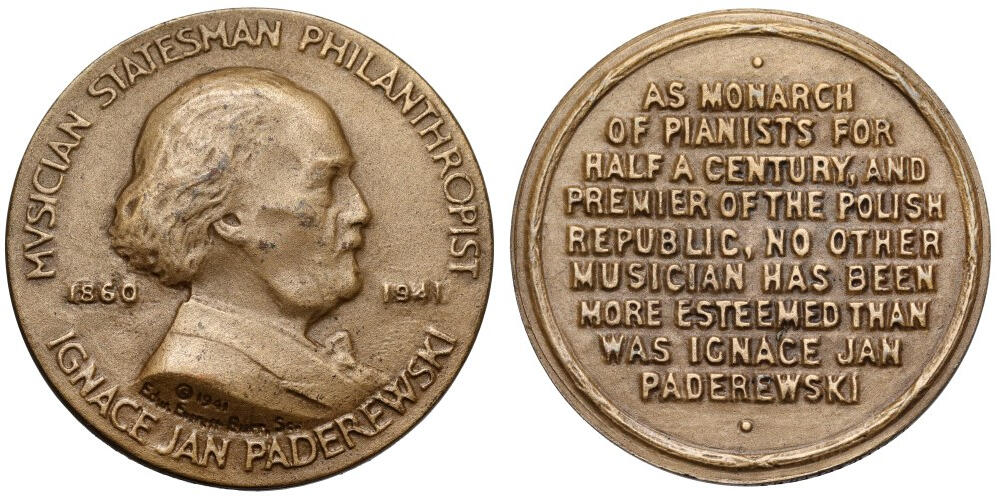 MVSICIAN STATESMAN PHILANTHROPIST
1860 1941
© 1941
IGNACE JAN PADEREWSKI
AS MONARCH
OF PIANISTS FOR
HALF A CENTURY, AND
PREMIER OF THE POLISH
REPUBLIC, NO OTHER
MUSICIAN HAS BEEN
MORE ESTEEMED THAN
WAS IGNACE JAN
PADEREWSKI